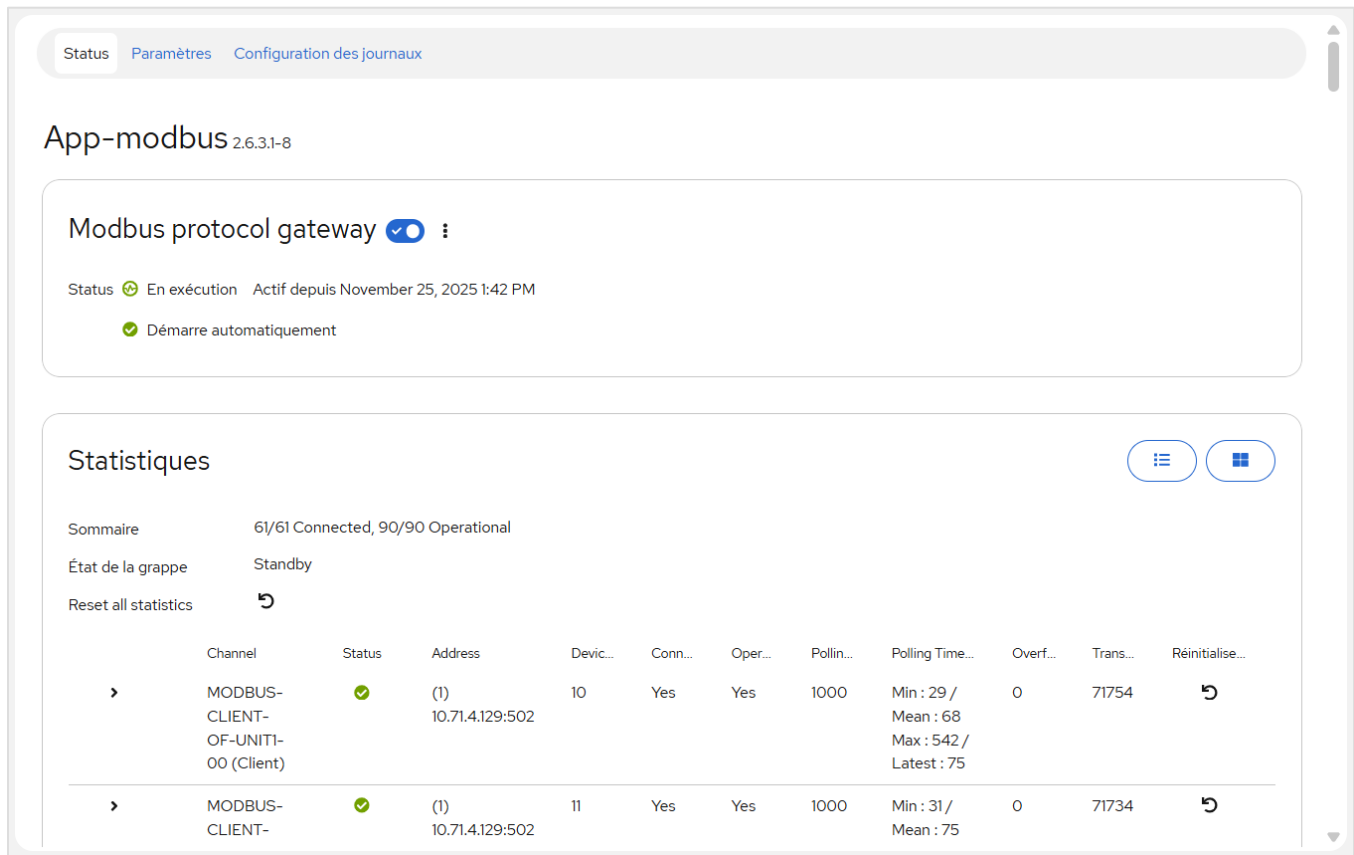 Status Paramètres Configuration des journaux
App-modbus 2.6.3.1-8
Modbus protocol gateway
Status En exécution Actif depuis November 25, 2025 1:42 PM
Démarre automatiquement
Statistiques
Sommaire 61/61 Connected, 90/90 Operational
État de la grappe Standby
Reset all statistics
Channel Status Address Devic... Conn... Oper... Pollin... Polling Time... Overf... Trans... Réinitialise...
MODBUS- (1) 10 Yes Yes 1000 Min : 29 / 0 71754
CLIENT- 10.71.4.129:502 Mean : 68
OF-UNIT1- Max : 542 /
00 (Client) Latest : 75
MODBUS- (1) 11 Yes Yes 1000 Min : 31 / 0 71734
CLIENT- 10.71.4.129:502 Mean : 75